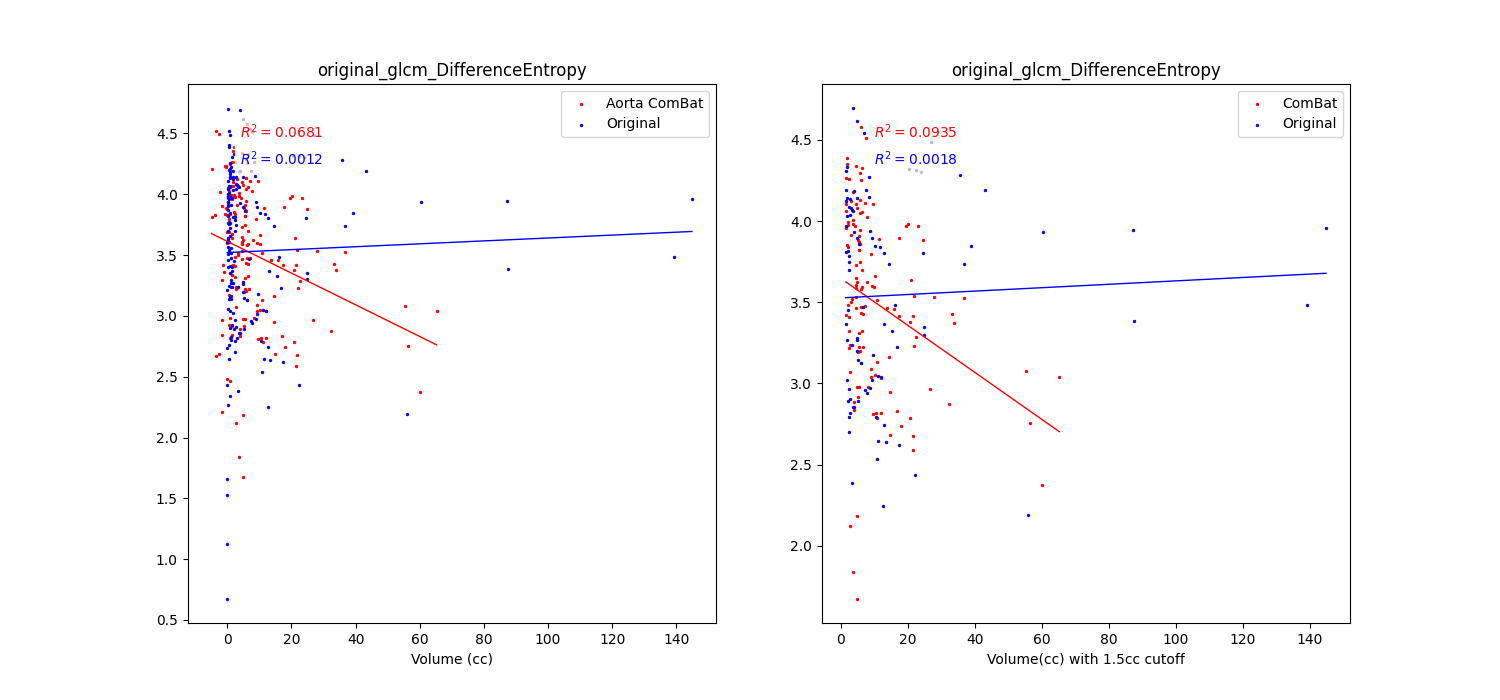 original_glcm_DifferenceEntropy
Aorta ComBat
Original
R² = 0.0681
R² = 0.0012
4.5
4.0
3.5
3.0
2.5
2.0
1.5
1.0
0.5
0 20 40 60 80 100 120 140
Volume (cc)
original_glcm_DifferenceEntropy
ComBat
Original
R² = 0.0935
R² = 0.0018
4.5
4.0
3.5
3.0
2.5
2.0
0 20 40 60 80 100 120 140
Volume(cc) with 1.5cc cutoff